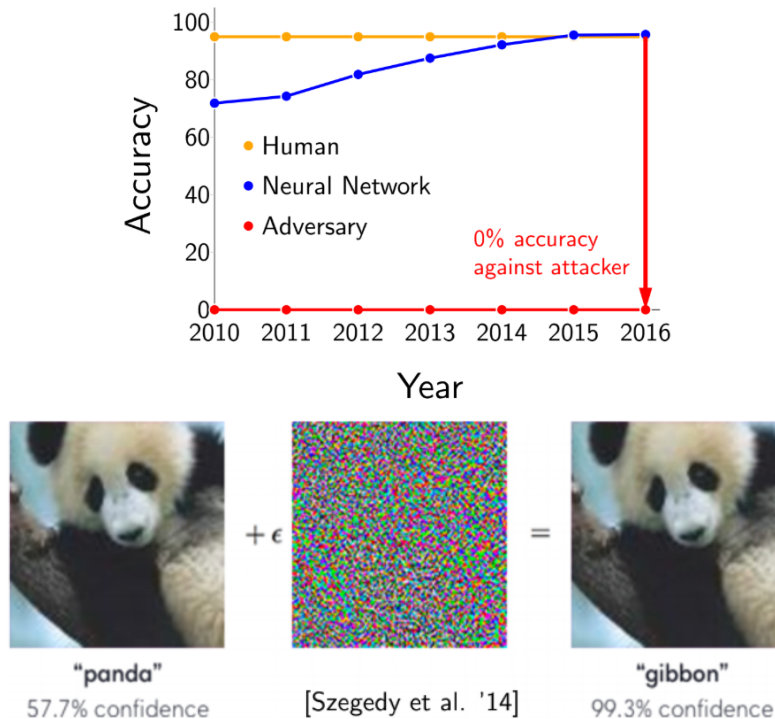 100
80
60
40
20
0
Accuracy
Human
Neural Network
Adversary
0% accuracy
against attacker
2010 2011 2012 2013 2014 2015 2016
Year
+ ϵ
=
"panda"
57.7% confidence
[Szegedy et al. '14]
"gibbon"
99.3% confidence